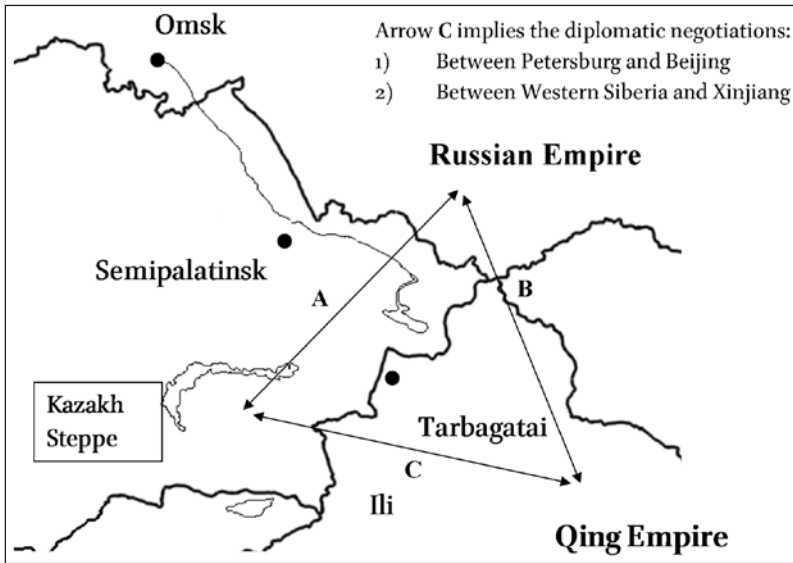 Omsk
Arrow C implies the diplomatic negotiations:
1) Between Petersburg and Beijing
2) Between Western Siberia and Xinjiang
Russian Empire
Semipalatinsk
A
B
Kazakh
Steppe
Tarbagatai
C
Ili
Qing Empire